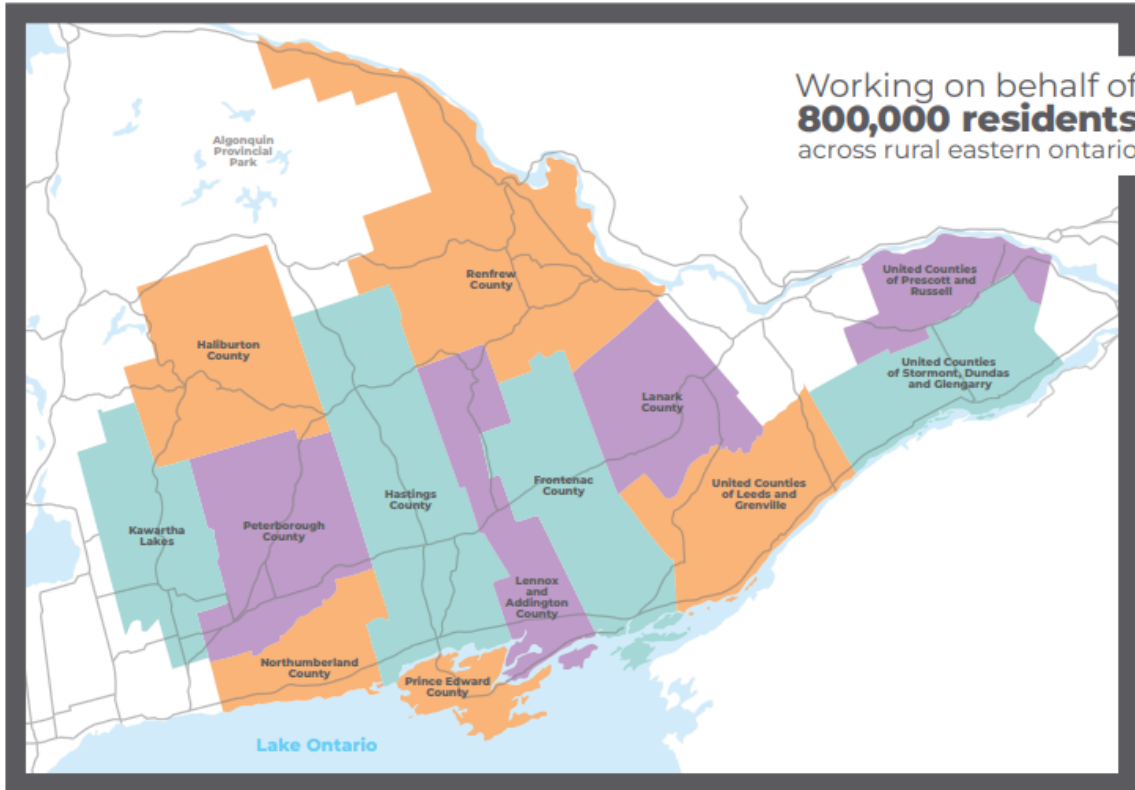 Working on behalf of
800,000 residents
across rural eastern ontario
Algonquin
Provincial
Park
Renfrew
County
United Counties
of Prescott and
Russell
Haliburton
County
United Counties
of Stormont, Dundas
and Glengarry
Lanark
County
Frontenac
County
United Counties
of Leeds and
Grenville
Hastings
County
Kawartha
Lakes
Peterborough
County
Lennox
and
Addington
County
Northumberland
County
Prince Edward
County
Lake Ontario